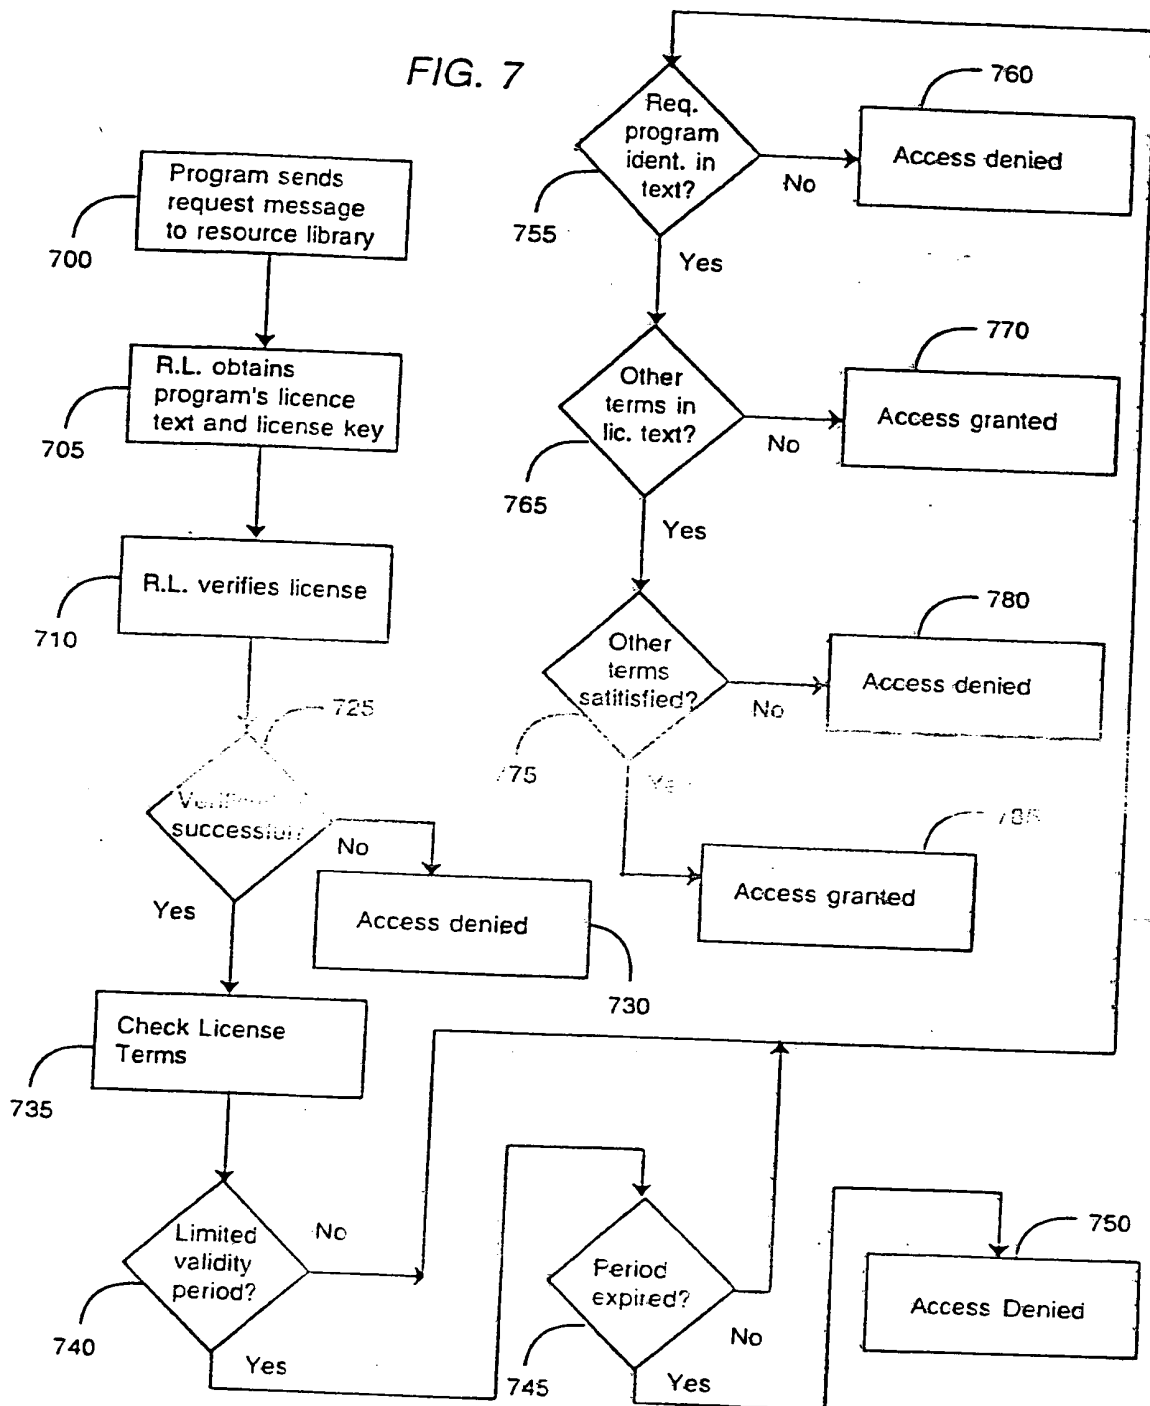 FIG. 7
Program sends
request message
to resource library
700
R.L. obtains
program's licence
text and license key
705
R.L. verifies license
710
725
successful?
No
Yes
Access denied
730
Check License
Terms
735
Limited
validity
period?
No
740
Yes
Period
expired?
No
745
Yes
750
Access Denied
Req.
program
ident. in
text?
755
No
760
Access denied
Yes
Other
terms in
lic. text?
765
No
770
Access granted
Yes
Other
terms
satitisfied?
No
780
Access denied
Access granted